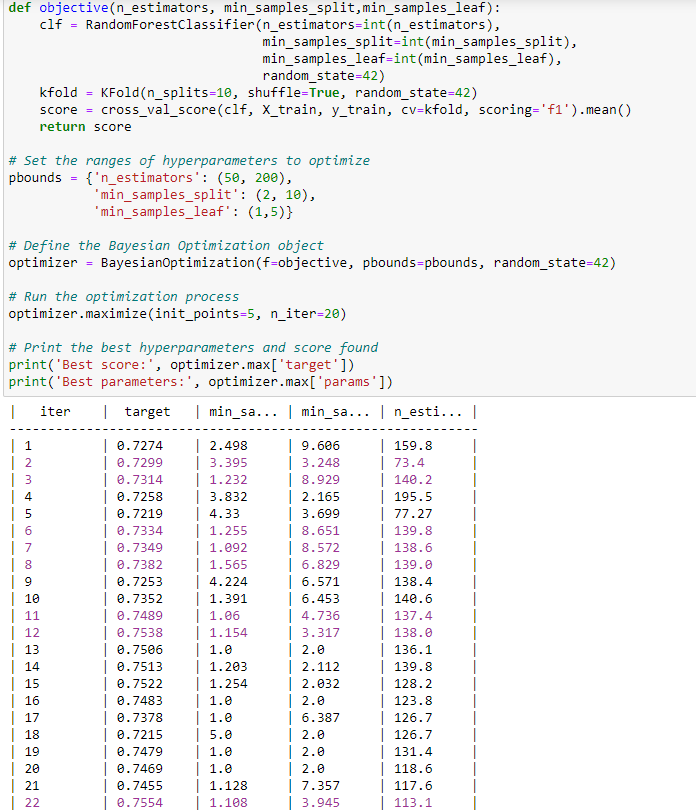 def objective(n_estimators, min_samples_split,min_samples_leaf):
    clf = RandomForestClassifier(n_estimators=int(n_estimators),
                                 min_samples_split=int(min_samples_split),
                                 min_samples_leaf=int(min_samples_leaf),
                                 random_state=42)
    kfold = KFold(n_splits=10, shuffle=True, random_state=42)
    score = cross_val_score(clf, X_train, y_train, cv=kfold, scoring='f1').mean()
    return score
# Set the ranges of hyperparameters to optimize
pbounds = {'n_estimators': (50, 200),
           'min_samples_split': (2, 10),
           'min_samples_leaf': (1,5)}
# Define the Bayesian Optimization object
optimizer = BayesianOptimization(f=objective, pbounds=pbounds, random_state=42)
# Run the optimization process
optimizer.maximize(init_points=5, n_iter=20)
# Print the best hyperparameters and score found
print('Best score:', optimizer.max['target'])
print('Best parameters:', optimizer.max['params'])
|   iter    |  target   | min_sa... | min_sa... | n_esti... |
-------------------------------------------------------------
| 1         | 0.7274    | 2.498     | 9.606     | 159.8     |
| 2         | 0.7299    | 3.395     | 3.248     | 73.4      |
| 3         | 0.7314    | 1.232     | 8.929     | 140.2     |
| 4         | 0.7258    | 3.832     | 2.165     | 195.5     |
| 5         | 0.7219    | 4.33      | 3.699     | 77.27     |
| 6         | 0.7334    | 1.255     | 8.651     | 139.8     |
| 7         | 0.7349    | 1.092     | 8.572     | 138.6     |
| 8         | 0.7382    | 1.565     | 6.829     | 139.0     |
| 9         | 0.7253    | 4.224     | 6.571     | 138.4     |
| 10        | 0.7352    | 1.391     | 6.453     | 140.6     |
| 11        | 0.7489    | 1.06      | 4.736     | 137.4     |
| 12        | 0.7538    | 1.154     | 3.317     | 138.0     |
| 13        | 0.7506    | 1.0       | 2.0       | 136.1     |
| 14        | 0.7513    | 1.203     | 2.112     | 139.8     |
| 15        | 0.7522    | 1.254     | 2.032     | 128.2     |
| 16        | 0.7483    | 1.0       | 2.0       | 123.8     |
| 17        | 0.7378    | 1.0       | 6.387     | 126.7     |
| 18        | 0.7215    | 5.0       | 2.0       | 126.7     |
| 19        | 0.7479    | 1.0       | 2.0       | 131.4     |
| 20        | 0.7469    | 1.0       | 2.0       | 118.6     |
| 21        | 0.7455    | 1.128     | 7.357     | 117.6     |
| 22        | 0.7554    | 1.108     | 3.945     | 113.1     |